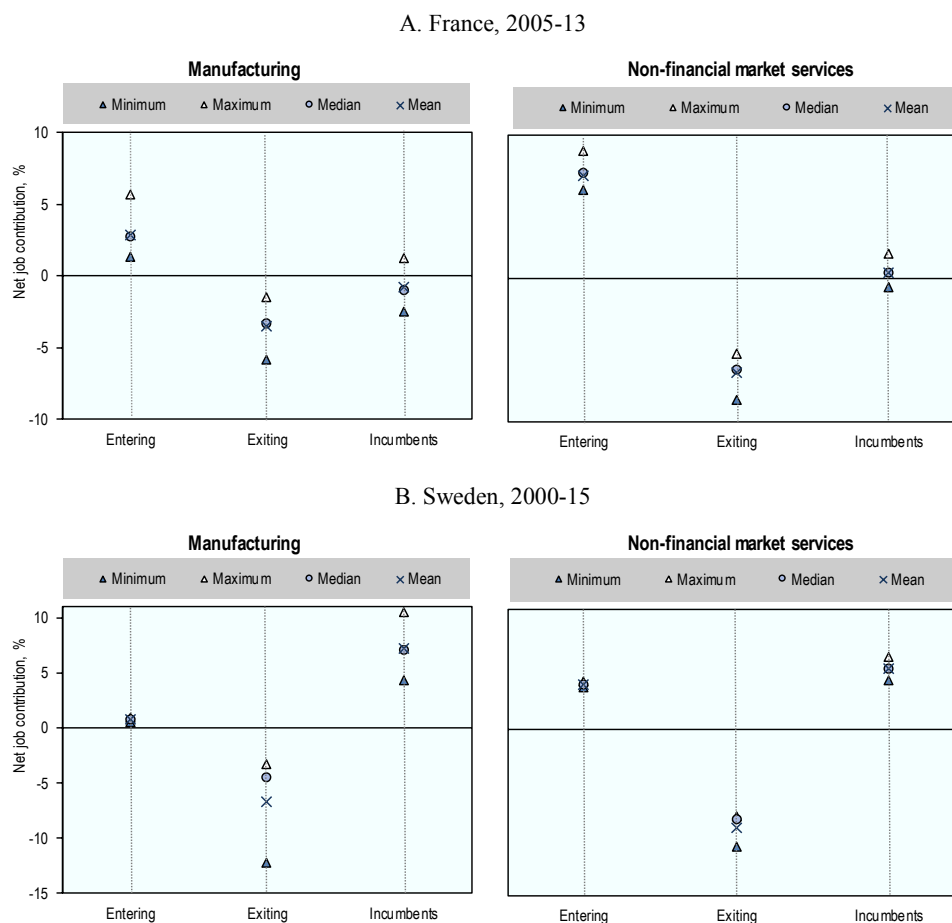 A. France, 2005-13
Manufacturing
Minimum Maximum Median Mean
Net job contribution, %
10
5
0
-5
-10
Entering Exiting Incumbents
Non-financial market services
Minimum Maximum Median Mean
Entering Exiting Incumbents
B. Sweden, 2000-15
Manufacturing
Minimum Maximum Median Mean
Net job contribution, %
10
5
0
-5
-10
-15
Entering Exiting Incumbents
Non-financial market services
Minimum Maximum Median Mean
Entering Exiting Incumbents